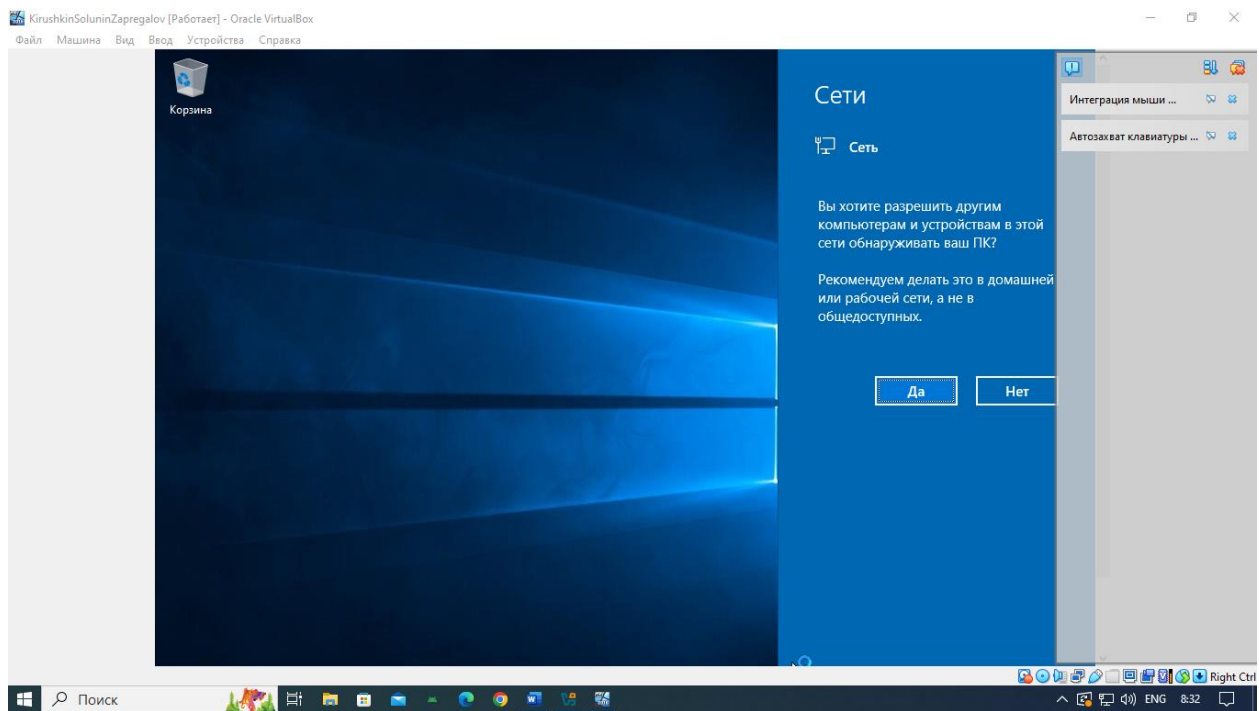 KirushkinSoluninZapregalov [Работает] - Oracle VirtualBox
Файл Машина Вид Ввод Устройства Справка
Корзина
Сети
Сеть
Вы хотите разрешить другим
компьютерам и устройствам в этой
сети обнаруживать ваш ПК?
Рекомендуем делать это в домашней
или рабочей сети, а не в
общедоступных.
Да Нет
Интеграция мыши ...
Автозахват клавиатуры ...
Right Ctrl
Поиск
ENG 8:32